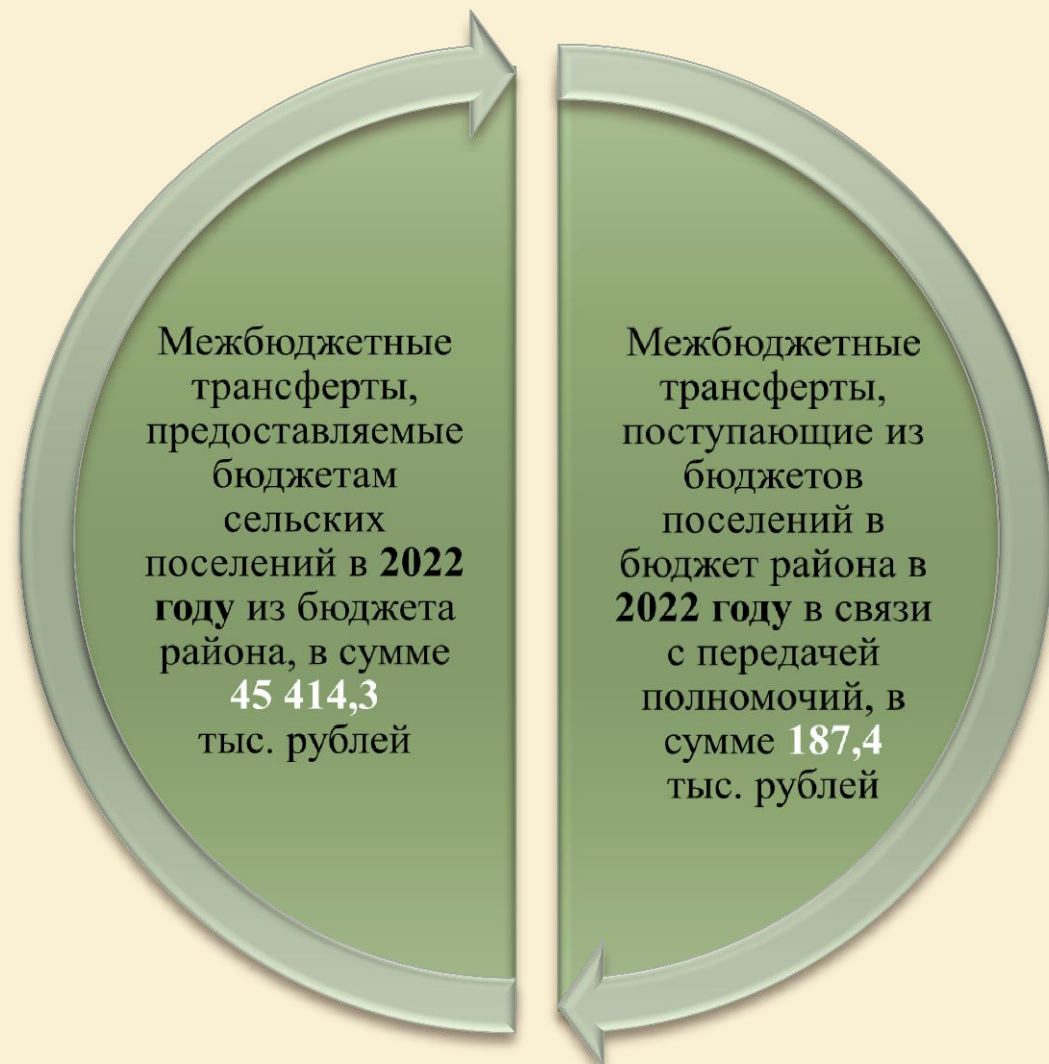 Межбюджетные
трансферты,
предоставляемые
бюджетам
сельских
поселений в 2022
году из бюджета
района, в сумме
45 414,3
тыс. рублей
Межбюджетные
трансферты,
поступающие из
бюджетов
поселений в
бюджет района в
2022 году в связи
с передачей
полномочий, в
сумме 187,4
тыс. рублей